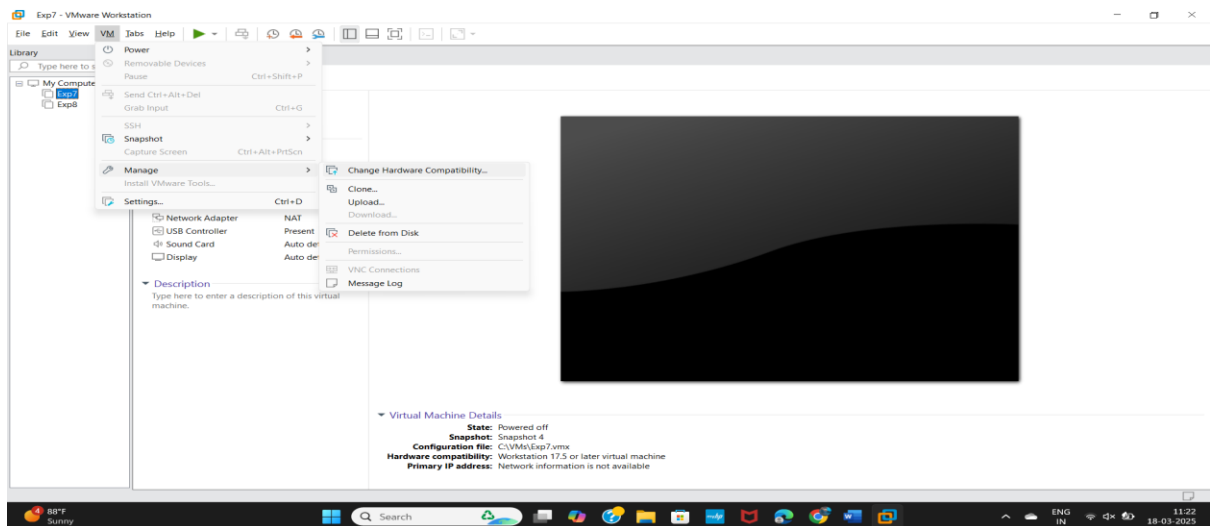 Exp7 - VMware Workstation
File Edit View VM Tabs Help
Library
Type here to s
My Compute
Exp7
Exp8
Power
Removable Devices
Pause Ctrl+Shift+P
Send Ctrl+Alt+Del
Grab Input Ctrl+G
SSH
Snapshot
Capture Screen Ctrl+Alt+PrtScn
Manage
Install VMware Tools...
Settings... Ctrl+D
Change Hardware Compatibility...
Clone...
Upload...
Download...
Delete from Disk
Permissions...
VNC Connections
Message Log
Network Adapter NAT
USB Controller Present
Sound Card Auto de
Display Auto de
Description
Type here to enter a description of this virtual
machine.
Virtual Machine Details
State: Powered off
Snapshot: Snapshot 4
Configuration file: C:\VMs\Exp7.vmx
Hardware compatibility: Workstation 17.5 or later virtual machine
Primary IP address: Network information is not available
4
88°F
Sunny
Search
ENG
IN
11:22
18-03-2025